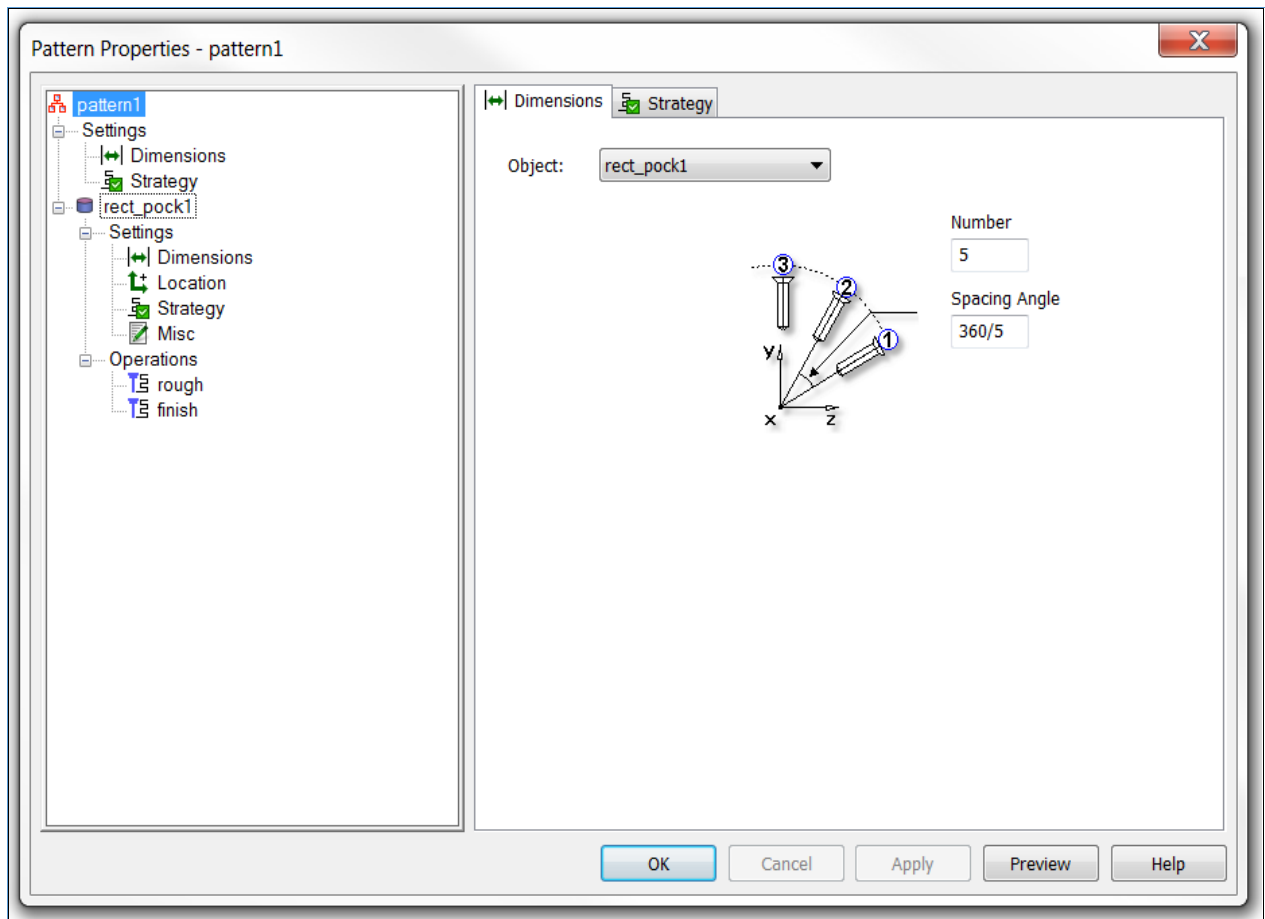 Pattern Properties - pattern1
X
pattern1
Settings
Dimensions
Strategy
rect_pock1
Settings
Dimensions
Location
Strategy
Misc
Operations
rough
finish
Dimensions
Strategy
Object: rect_pock1
Number
5
Spacing Angle
360/5
3
2
1
y
x
z
OK Cancel Apply Preview Help